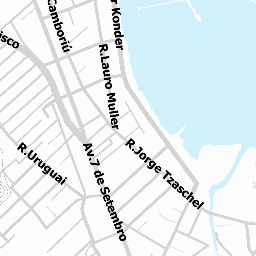 Camboriú
r Konder
isco
R.Lauro Muller
R.Uruguai
Av.7 de Setembro
R.Jorge Tzaschel